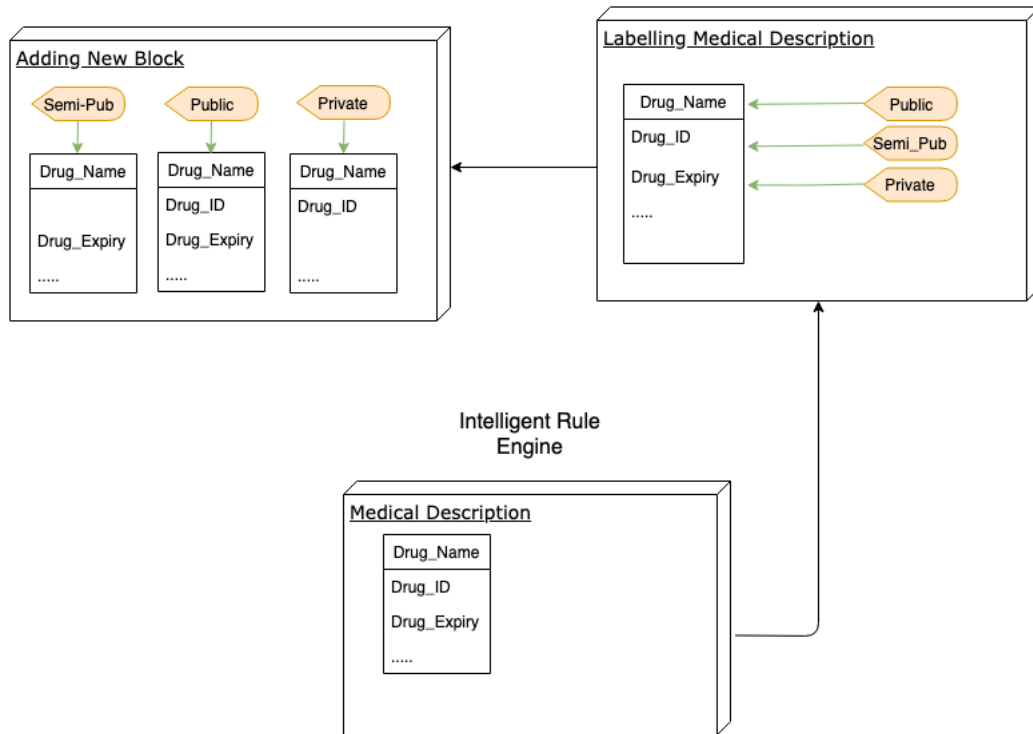 Adding New Block
Semi-Pub
Public
Private
Drug_Name
Drug_Expiry
.....
Drug_Name
Drug_ID
Drug_Expiry
.....
Drug_Name
Drug_ID
.....
Labelling Medical Description
Drug_Name
Drug_ID
Drug_Expiry
.....
Public
Semi_Pub
Private
Intelligent Rule
Engine
Medical Description
Drug_Name
Drug_ID
Drug_Expiry
.....